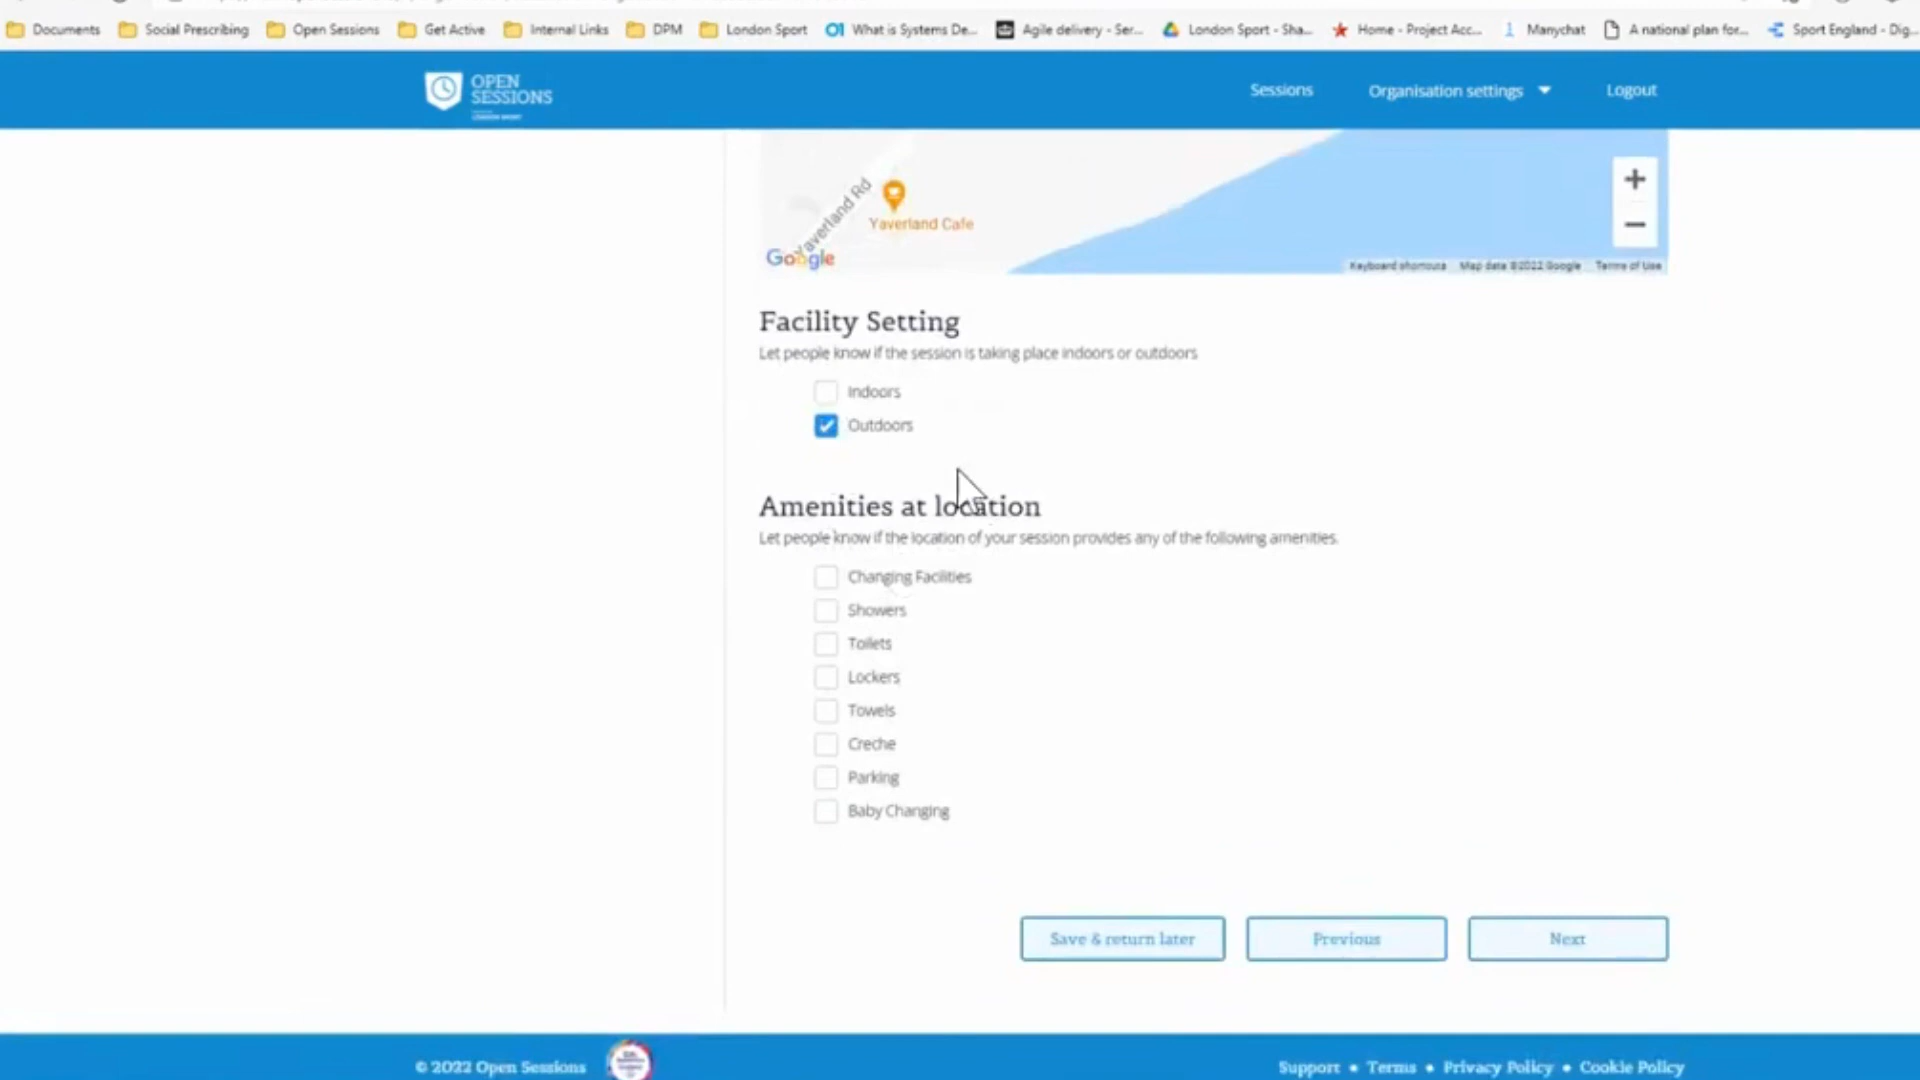 Documents Social Prescribing Open Sessions Get Active Internal Links DPM London Sport What is Systems De... Agile delivery - Ser... London Sport - Sha... Home - Project Acc... Manychat A national plan for... Sport England - Dig...
OPEN
SESSIONS
LONDON SPORT
Sessions Organisation settings Logout
Yaverland Rd
Yaverland Cafe
Google
Keyboard shortcuts Map data ©2022 Google Terms of Use
Facility Setting
Let people know if the session is taking place indoors or outdoors
Indoors
Outdoors
Amenities at location
Let people know if the location of your session provides any of the following amenities.
Changing Facilities
Showers
Toilets
Lockers
Towels
Creche
Parking
Baby Changing
Save & return later Previous Next
© 2022 Open Sessions
Support • Terms • Privacy Policy • Cookie Policy